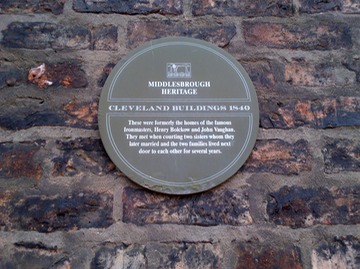 MIDDLESBROUGH
HERITAGE
CLEVELAND BUILDINGS 1840
These were formerly the homes of the famous
Ironmasters, Henry Bolckow and John Vaughan.
They met when courting two sisters whom they
later married and the two families lived next
door to each other for several years.